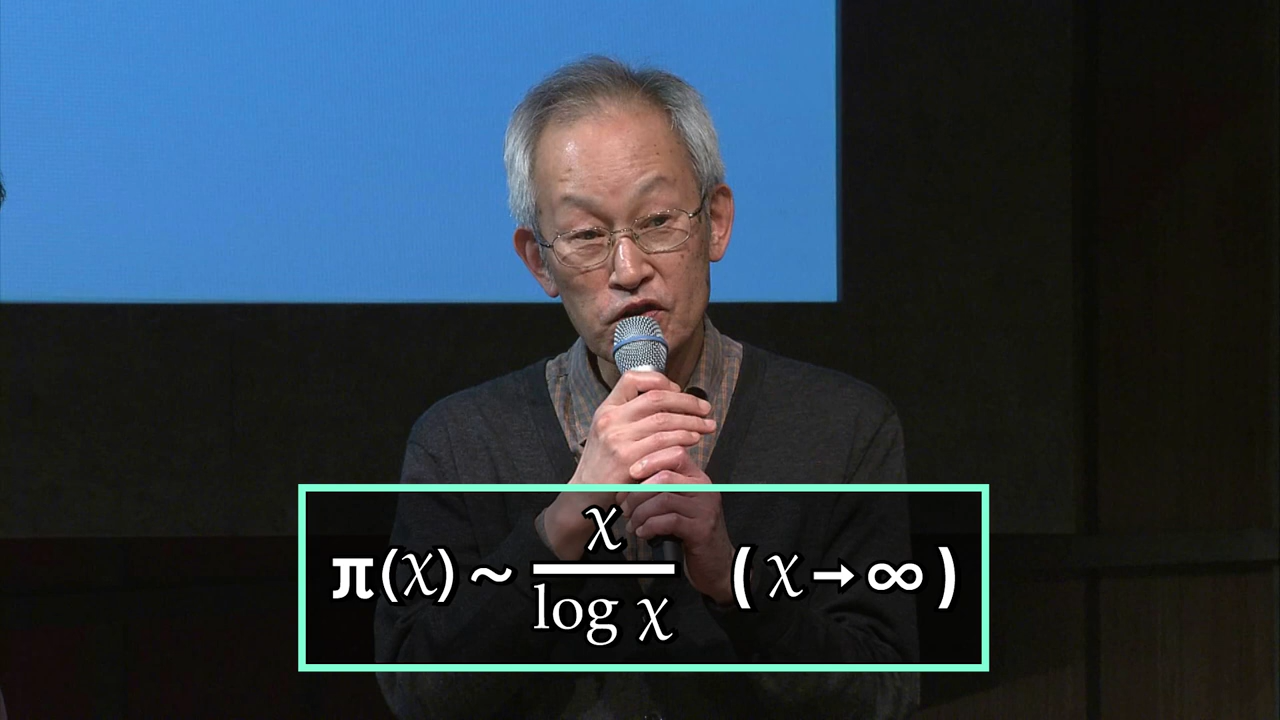 π(χ) ~ χ / log χ (χ → ∞)